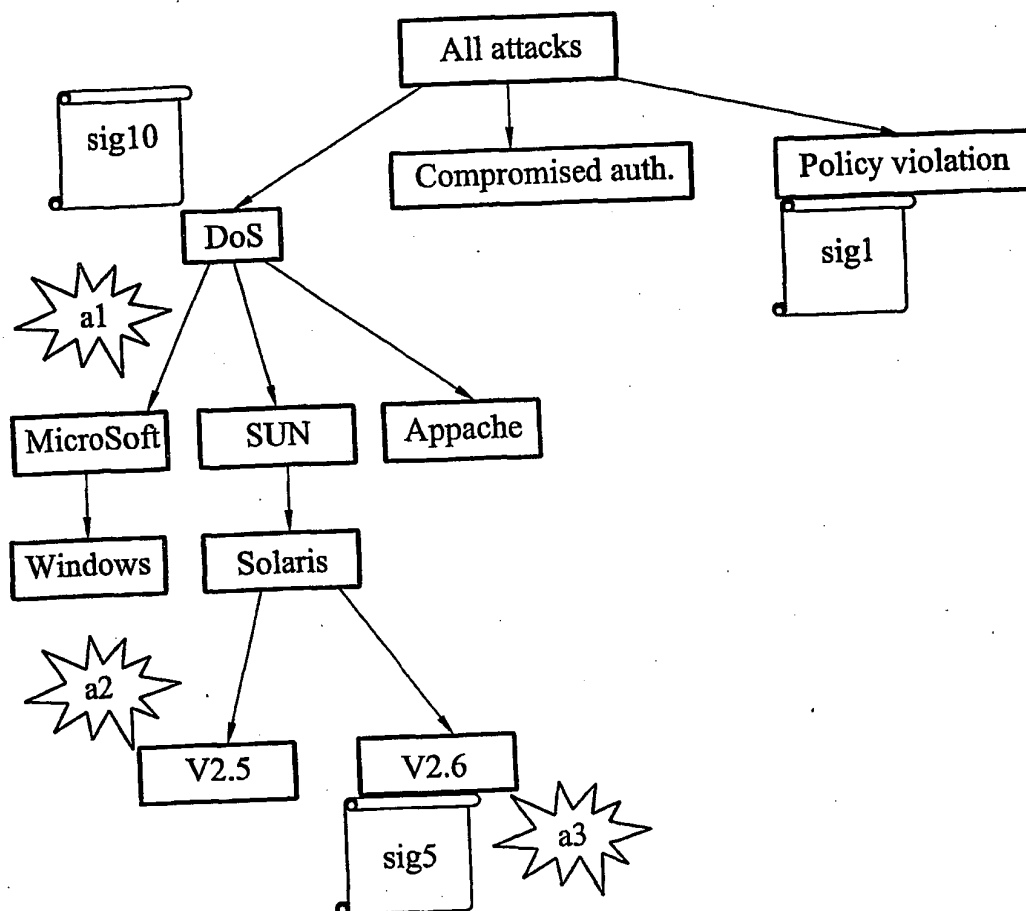 All attacks
sig10
Compromised auth.
Policy violation
DoS
sig1
a1
MicroSoft
SUN
Appache
Windows
Solaris
a2
V2.5
V2.6
a3
sig5